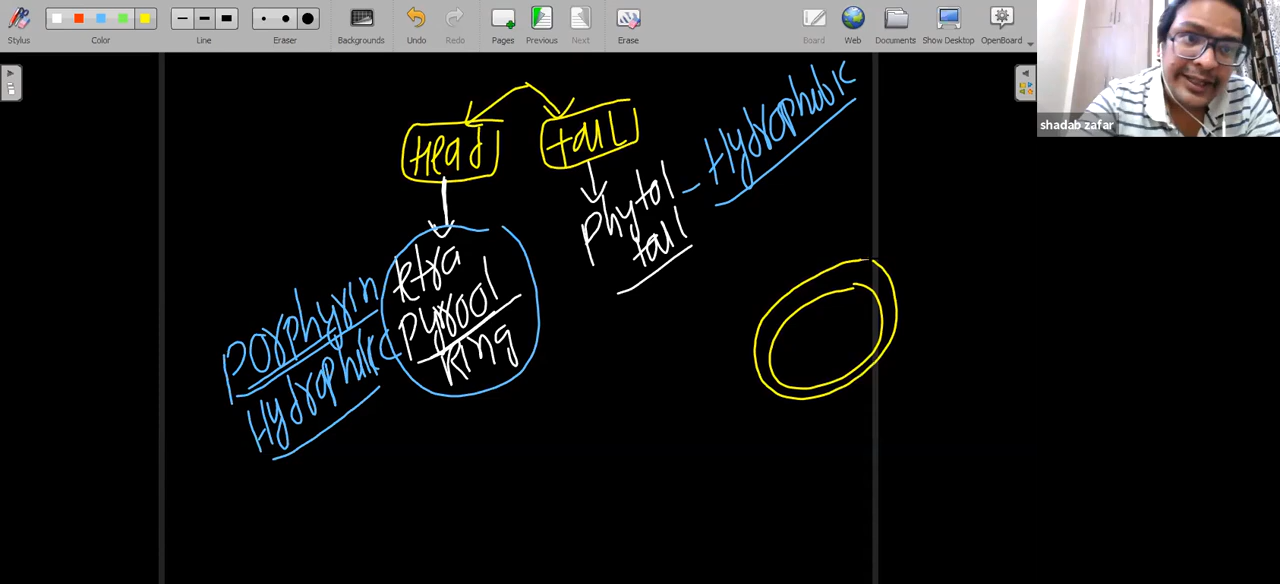 Stylus
Color
Line
Eraser
Backgrounds
Undo
Redo
Pages
Previous
Next
Erase
Board
Web
Documents
Show Desktop
OpenBoard
shadab zafar
Head
tail
Hydrophobic
Phytol
tail
tetra
pyrrol
ring
porphyrin
Hydrophilic